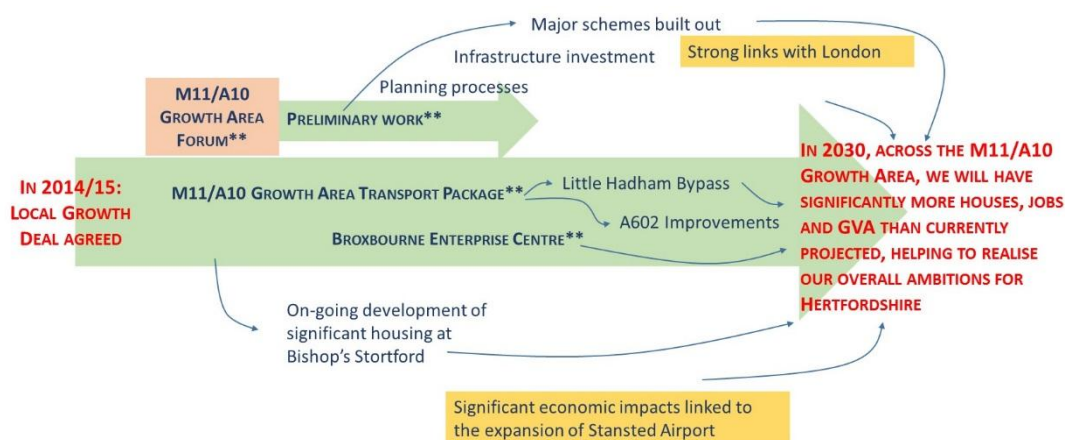 Major schemes built out
Infrastructure investment
Strong links with London
Planning processes
M11/A10
GROWTH AREA
FORUM**
PRELIMINARY WORK**
IN 2014/15:
LOCAL GROWTH
DEAL AGREED
M11/A10 GROWTH AREA TRANSPORT PACKAGE**
Little Hadham Bypass
A602 Improvements
BROXBOURNE ENTERPRISE CENTRE**
IN 2030, ACROSS THE M11/A10
GROWTH AREA, WE WILL HAVE
SIGNIFICANTLY MORE HOUSES, JOBS
AND GVA THAN CURRENTLY
PROJECTED, HELPING TO REALISE
OUR OVERALL AMBITIONS FOR
HERTFORDSHIRE
On-going development of
significant housing at
Bishop's Stortford
Significant economic impacts linked to
the expansion of Stansted Airport